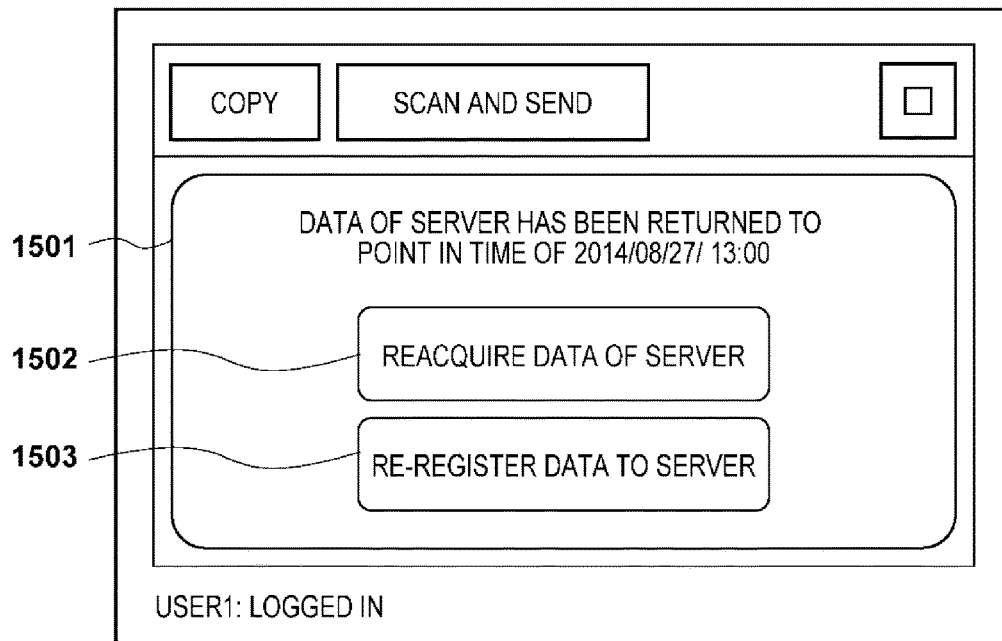 COPY
SCAN AND SEND
1501
DATA OF SERVER HAS BEEN RETURNED TO
POINT IN TIME OF 2014/08/27/ 13:00
1502
REACQUIRE DATA OF SERVER
1503
RE-REGISTER DATA TO SERVER
USER1: LOGGED IN